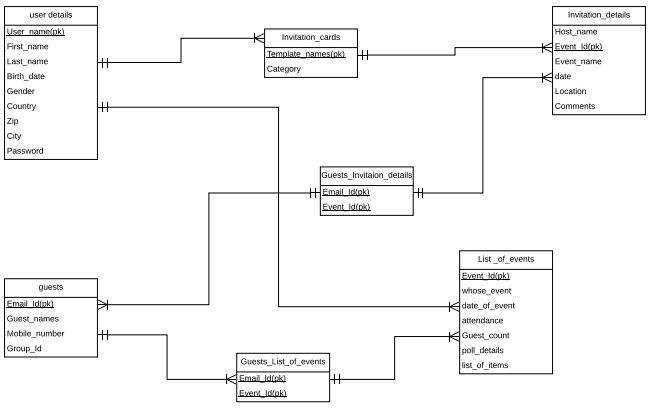 user details
User_name(pk)
First_name
Last_name
Birth_date
Gender
Country
Zip
City
Password
Invitation_cards
Template_names(pk)
Category
Invitation_details
Host_name
Event_Id(pk)
Event_name
date
Location
Comments
Guests_Invitaion_details
Email_Id(pk)
Event_Id(pk)
guests
Email_Id(pk)
Guest_names
Mobile_number
Group_Id
Guests_List_of_events
Email_Id(pk)
Event_Id(pk)
List _of_events
Event_Id(pk)
whose_event
date_of_event
attendance
Guest_count
poll_details
list_of_items